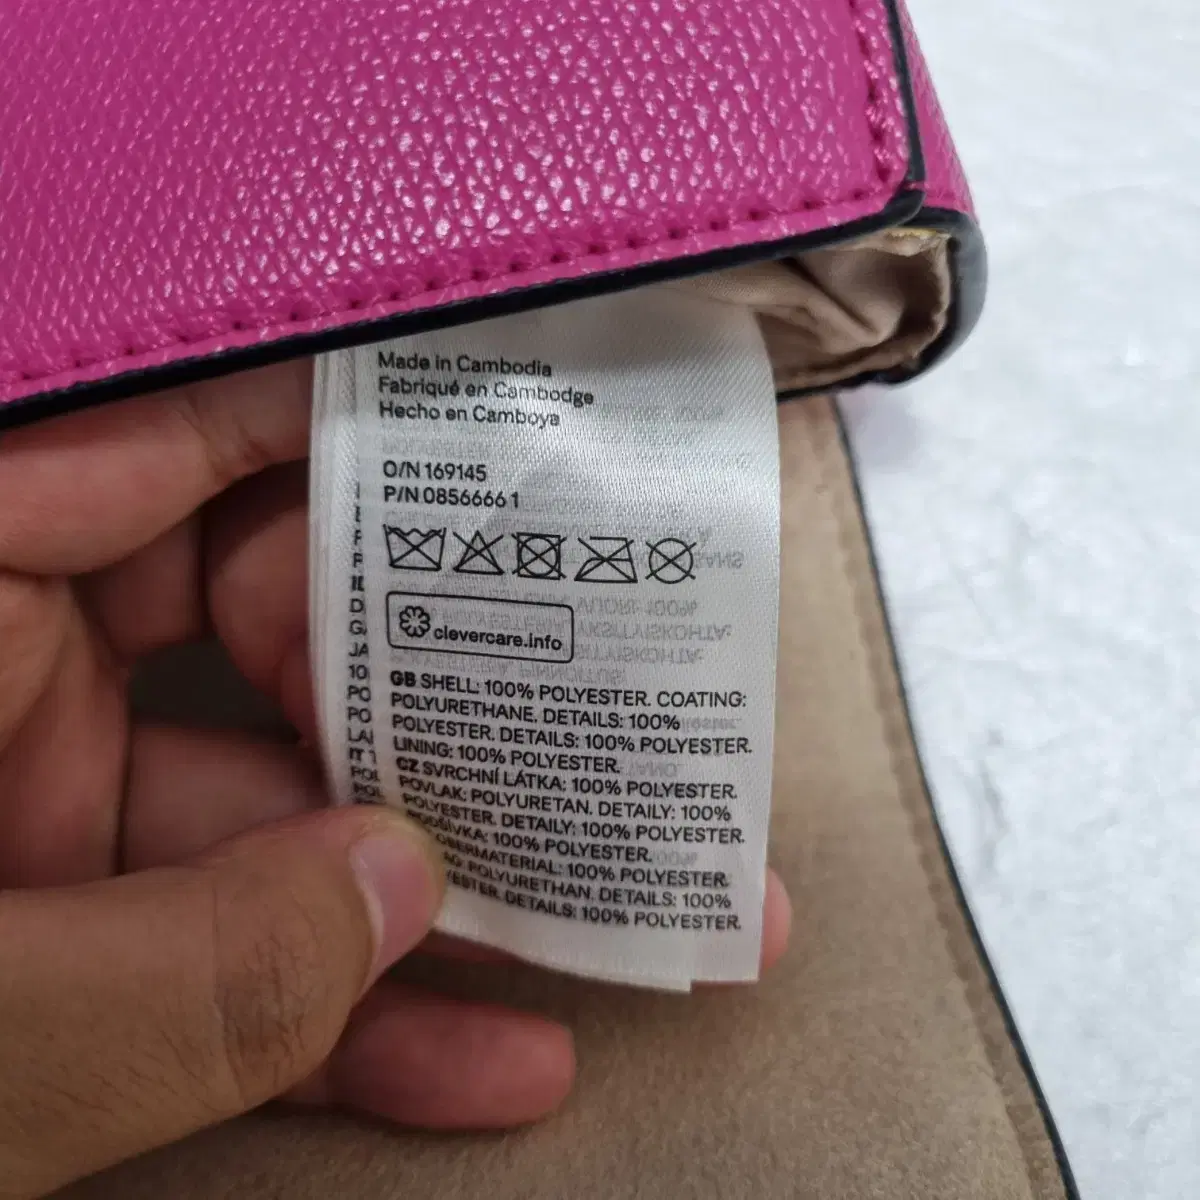 Made in Cambodia
Fabriqué en Cambodge
Hecho en Camboya
O/N 169145
P/N 0856666 1
clevercare.info
GB SHELL: 100% POLYESTER. COATING:
POLYURETHANE. DETAILS: 100%
POLYESTER. DETAILS: 100% POLYESTER.
LINING: 100% POLYESTER.
CZ SVRCHNÍ LÁTKA: 100% POLYESTER.
POVLAK: POLYURETAN. DETAILY: 100%
POLYESTER. DETAILY: 100% POLYESTER.
PODŠÍVKA: 100% POLYESTER.
OBERMATERIAL: 100% POLYESTER.
POLYURETHAN. DETAILS: 100%
DETAILS: 100% POLYESTER.